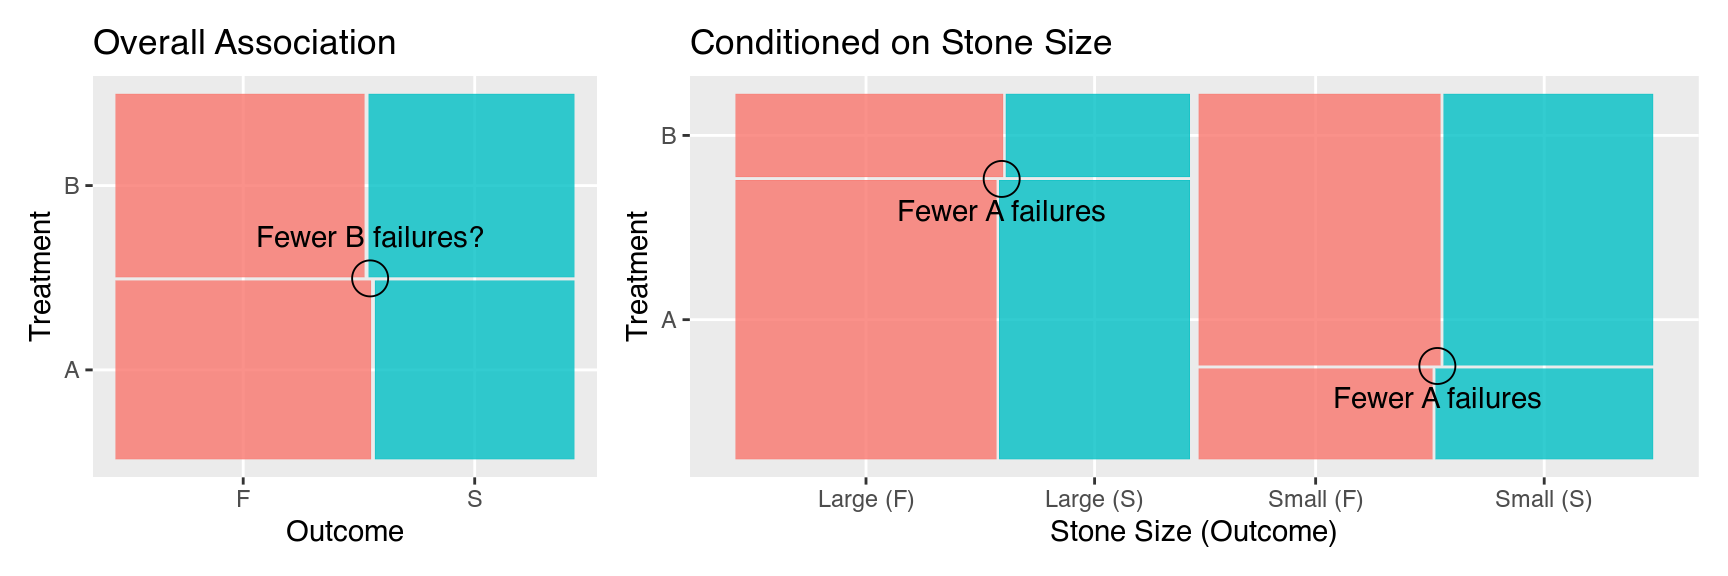 Overall Association
Treatment
B
A
Fewer B failures?
F
S
Outcome
Conditioned on Stone Size
Treatment
B
A
Fewer A failures
Fewer A failures
Large (F)
Large (S)
Small (F)
Small (S)
Stone Size (Outcome)